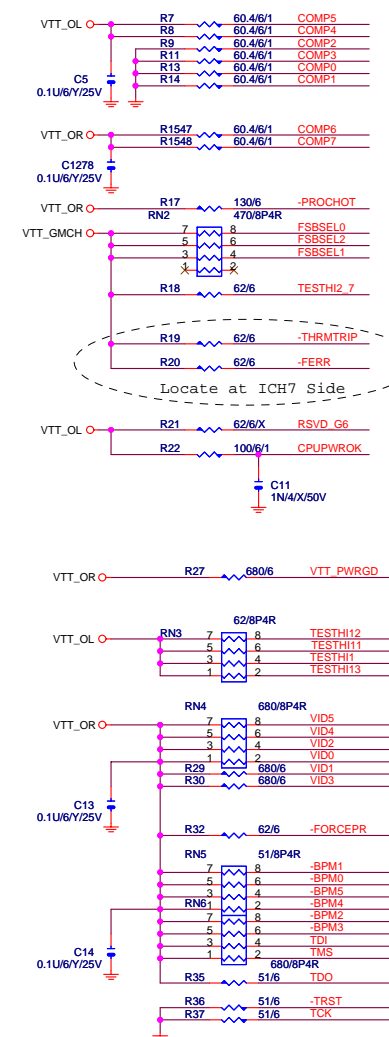 VTT_OL R7 60.4/6/1 COMP5
R8 60.4/6/1 COMP4
R9 60.4/6/1 COMP2
R11 60.4/6/1 COMP3
R13 60.4/6/1 COMP0
R14 60.4/6/1 COMP1
C5
0.1U/6/Y/25V
VTT_OR R1547 60.4/6/1 COMP6
R1548 60.4/6/1 COMP7
C1278
0.1U/6/Y/25V
VTT_OR R17 130/6 -PROCHOT
RN2 470/8P4R
VTT_GMCH 7 8 FSBSEL0
5 6 FSBSEL2
3 4 FSBSEL1
1 2
R18 62/6 TESTHI2_7
R19 62/6 -THRMTRIP
R20 62/6 -FERR
Locate at ICH7 Side
VTT_OL R21 62/6/X RSVD_G6
R22 100/6/1 CPUPWROK
C11
1N/4/X/50V
VTT_OR R27 680/6 VTT_PWRGD
62/8P4R
VTT_OL RN3 7 8 TESTHI12
5 6 TESTHI11
3 4 TESTHI1
1 2 TESTHI13
RN4 680/8P4R
VTT_OR 7 8 VID5
5 6 VID4
3 4 VID2
1 2 VID0
R29 680/6 VID1
R30 680/6 VID3
C13
0.1U/6/Y/25V
R32 62/6 -FORCEPR
RN5 51/8P4R
7 8 -BPM1
5 6 -BPM0
3 4 -BPM5
RN6 1 2 -BPM4
7 8 -BPM2
5 6 -BPM3
3 4 TDI
1 2 TMS
C14
0.1U/6/Y/25V
680/8P4R
R35 51/6 TDO
R36 51/6 -TRST
R37 51/6 TCK